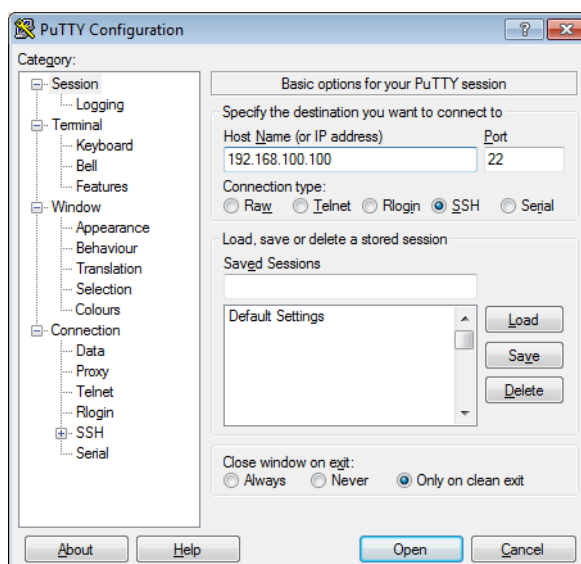 PuTTY Configuration
Category:
Session
Logging
Terminal
Keyboard
Bell
Features
Window
Appearance
Behaviour
Translation
Selection
Colours
Connection
Data
Proxy
Telnet
Rlogin
SSH
Serial
Basic options for your PuTTY session
Specify the destination you want to connect to
Host Name (or IP address) Port
192.168.100.100 22
Connection type:
Raw Telnet Rlogin SSH Serial
Load, save or delete a stored session
Saved Sessions
Default Settings
Load
Save
Delete
Close window on exit:
Always Never Only on clean exit
About Help Open Cancel